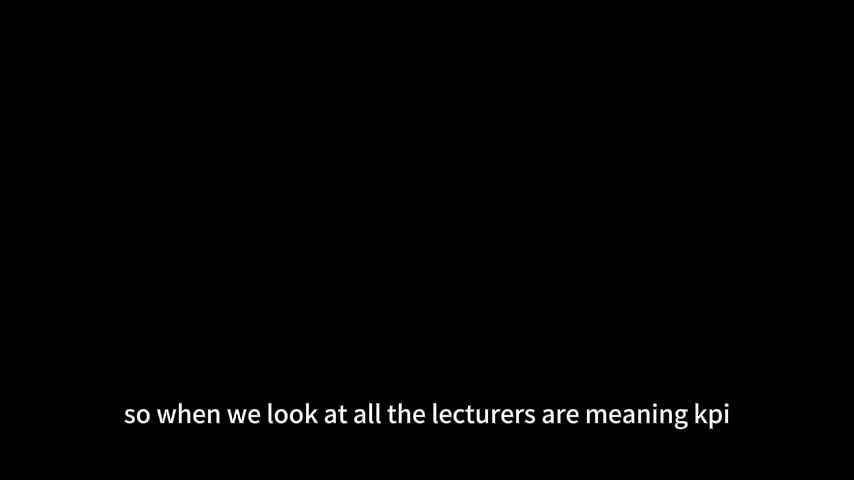 so when we look at all the lecturers are meaning kpi